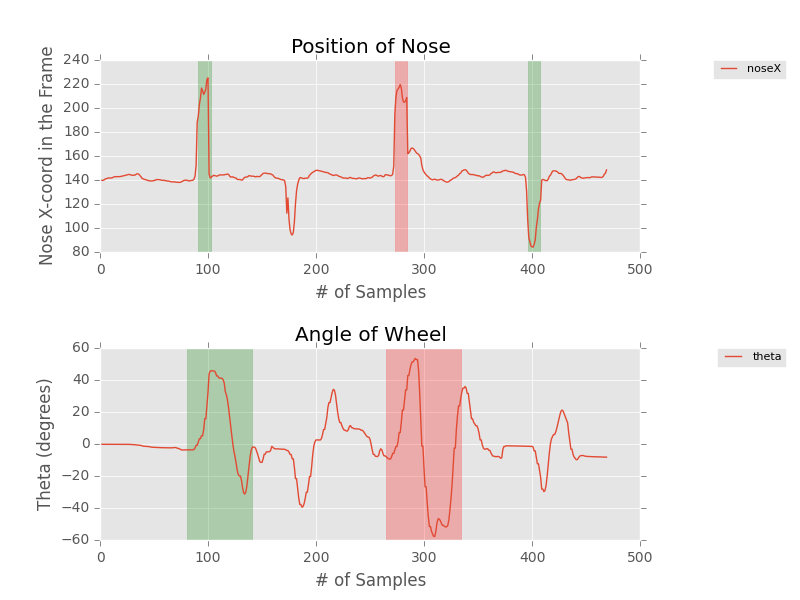 Position of Nose
240
220
200
180
160
140
120
100
80
Nose X-coord in the Frame
0 100 200 300 400 500
# of Samples
noseX
Angle of Wheel
60
40
20
0
−20
−40
−60
Theta (degrees)
0 100 200 300 400 500
# of Samples
theta